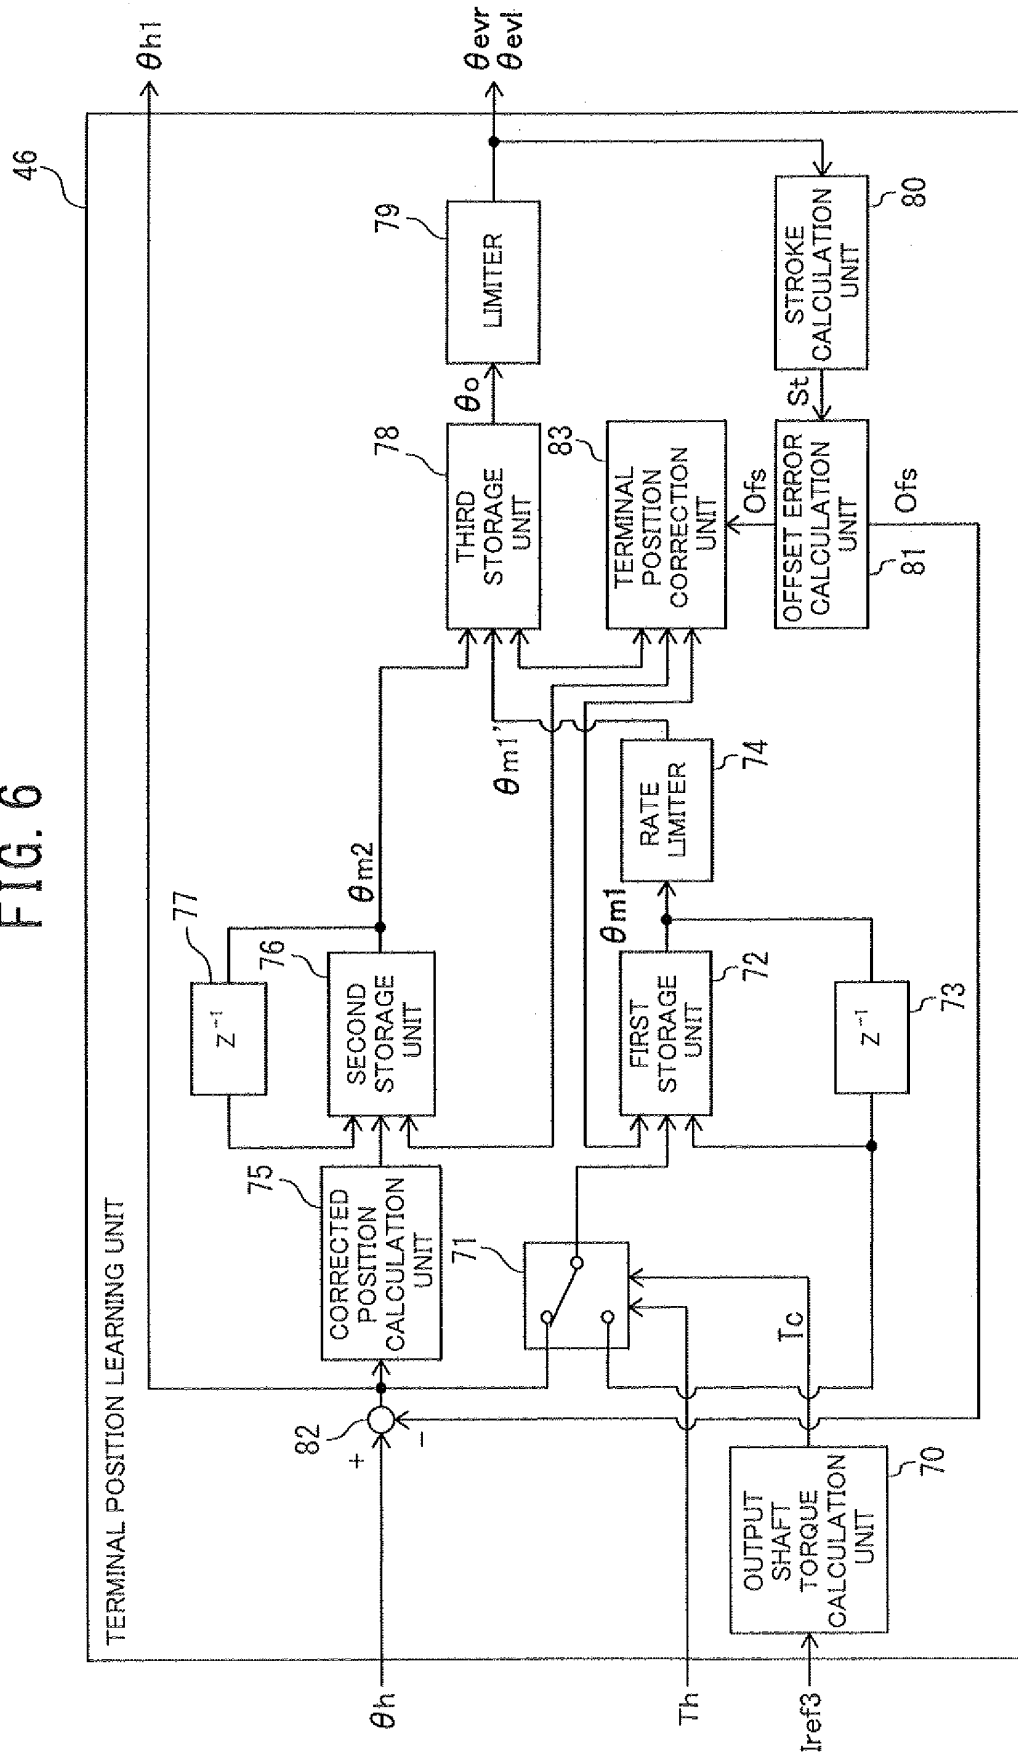 FIG. 6
46
TERMINAL POSITION LEARNING UNIT
θh1
77
Z⁻¹
75
CORRECTED
POSITION
CALCULATION
UNIT
76
SECOND
STORAGE
UNIT
θm2
78
THIRD
STORAGE
UNIT
θo
79
LIMITER
θevr
θevl
82
+
-
θh
71
θm1'
83
TERMINAL
POSITION
CORRECTION
UNIT
FIRST
STORAGE
UNIT
72
θm1
RATE
LIMITER
74
Th
Tc
Z⁻¹
73
Ofs
OFFSET ERROR
CALCULATION
UNIT
81
Ofs
St
STROKE
CALCULATION
UNIT
80
Iref3
OUTPUT
SHAFT
TORQUE
CALCULATION
UNIT
70